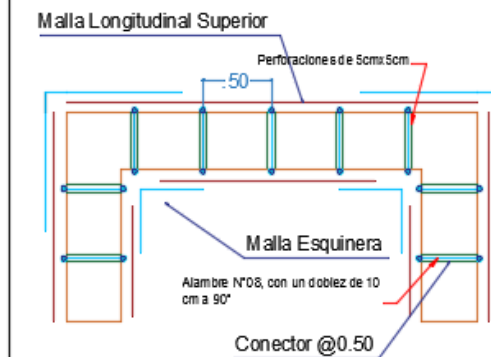 Malla Longitudinal Superior
Perforaciones de 5cmx5cm
.50
Malla Esquinera
Alambre N°08, con un doblez de 10
cm a 90°
Conector @0.50